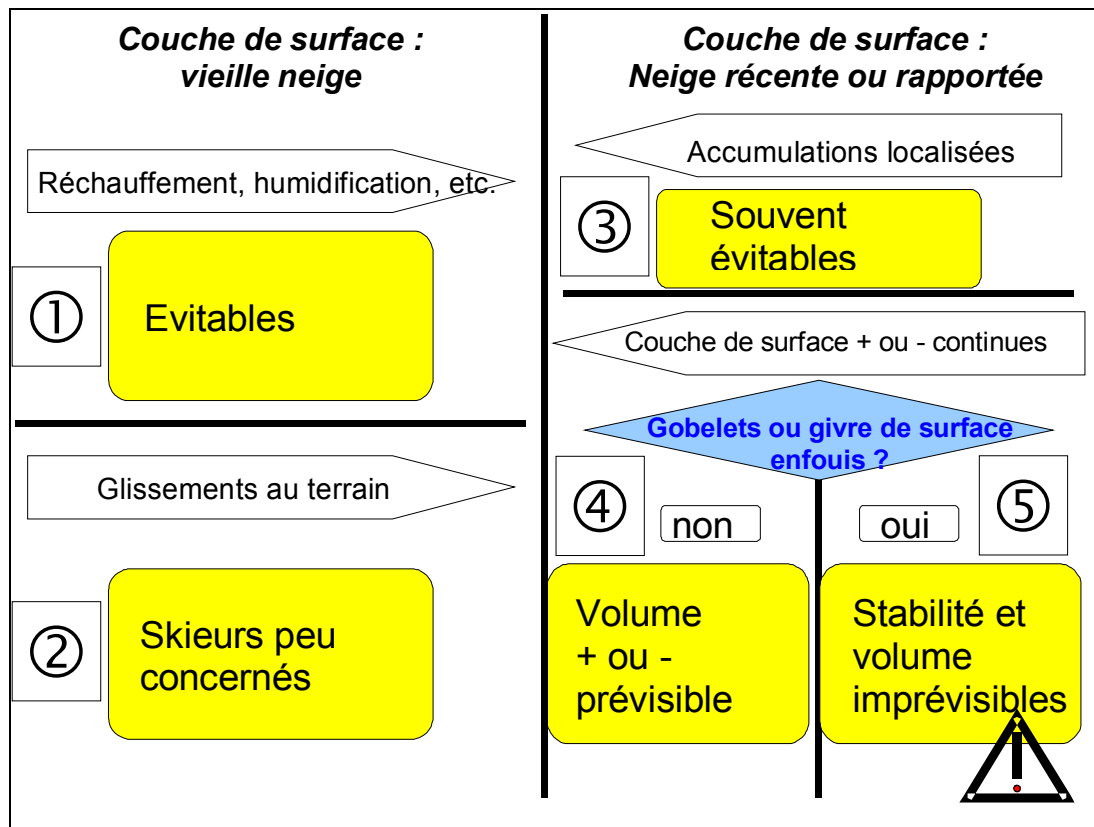 Couche de surface :
vieille neige
Réchauffement, humidification, etc.
①
Evitables
Glissements au terrain
②
Skieurs peu
concernés
Couche de surface :
Neige récente ou rapportée
Accumulations localisées
③
Souvent
évitables
Couche de surface + ou - continues
Gobelets ou givre de surface
enfouis ?
④
non
oui
⑤
Volume
+ ou -
prévisible
Stabilité et
volume
imprévisibles
!